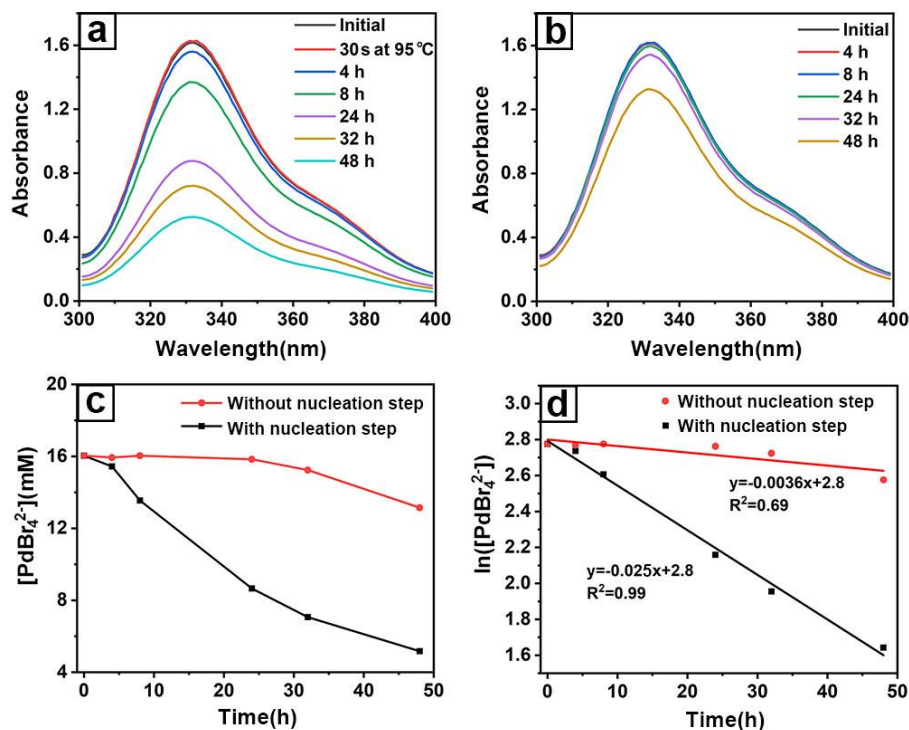 a
Initial
30s at 95°C
4 h
8 h
24 h
32 h
48 h
1.6
1.2
0.8
0.4
0.0
Absorbance
300 320 340 360 380 400
Wavelength(nm)
b
Initial
4 h
8 h
24 h
32 h
48 h
1.6
1.2
0.8
0.4
0.0
Absorbance
300 320 340 360 380 400
Wavelength(nm)
c
Without nucleation step
With nucleation step
20
16
12
8
4
[PdBr₄²⁻](mM)
0 10 20 30 40 50
Time(h)
d
Without nucleation step
With nucleation step
3.0
2.8
2.6
2.4
2.2
2.0
1.8
1.6
ln([PdBr₄²⁻])
y=-0.0036x+2.8
R²=0.69
y=-0.025x+2.8
R²=0.99
0 10 20 30 40 50
Time(h)